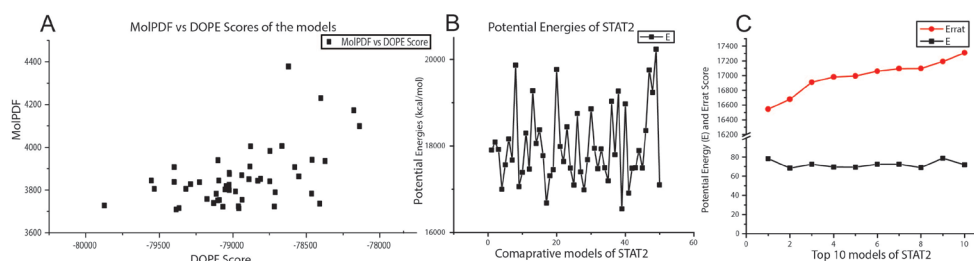 A
MolPDF vs DOPE Scores of the models
MolPDF vs DOPE Score
4400
4200
4000
3800
3600
MolPDF
-80000
-79500
-79000
-78500
-78000
DOPE Score
B
Potential Energies of STAT2
E
20000
18000
16000
Potential Energies (kcal/mol)
0
10
20
30
40
50
60
Comaprative models of STAT2
C
Errat
E
17400
17200
17000
16800
16600
16400
16200
80
60
40
20
0
Potential Energy (E) and Errat Score
2
4
6
8
10
Top 10 models of STAT2